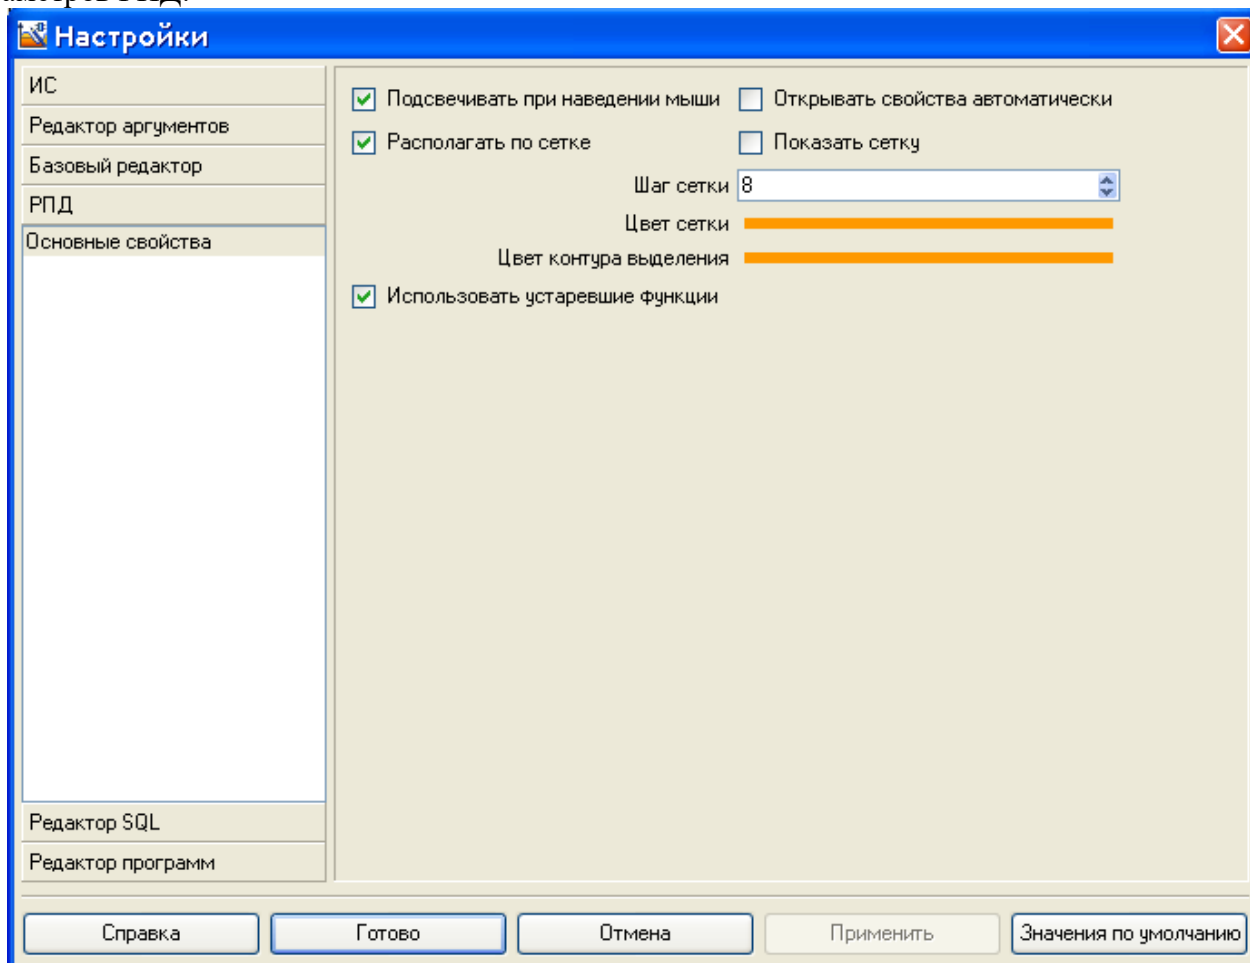 Настройки
ИС
Редактор аргументов
Базовый редактор
РПД
Основные свойства
Редактор SQL
Редактор программ
Подсвечивать при наведении мыши Открывать свойства автоматически
Располагать по сетке Показать сетку
Шаг сетки 8
Цвет сетки
Цвет контура выделения
Использовать устаревшие функции
Справка Готово Отмена Применить Значения по умолчанию